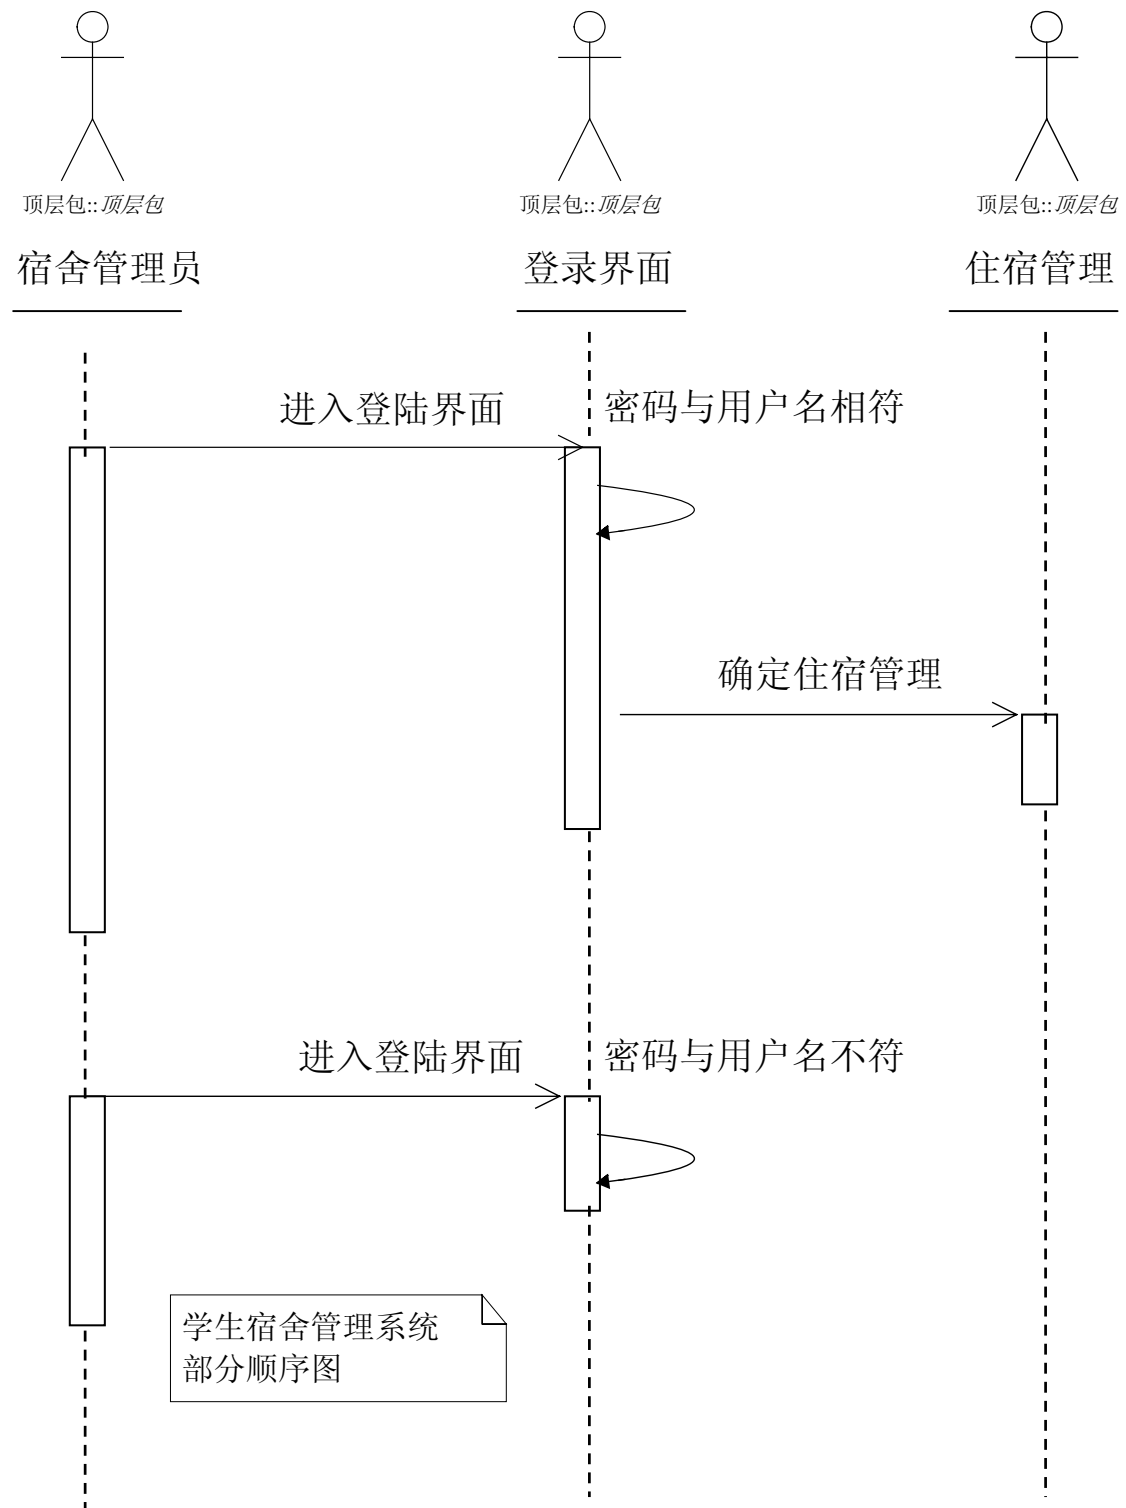 顶层包::顶层包
顶层包::顶层包
顶层包::顶层包
宿舍管理员
登录界面
住宿管理
进入登陆界面
密码与用户名相符
确定住宿管理
进入登陆界面
密码与用户名不符
学生宿舍管理系统
部分顺序图